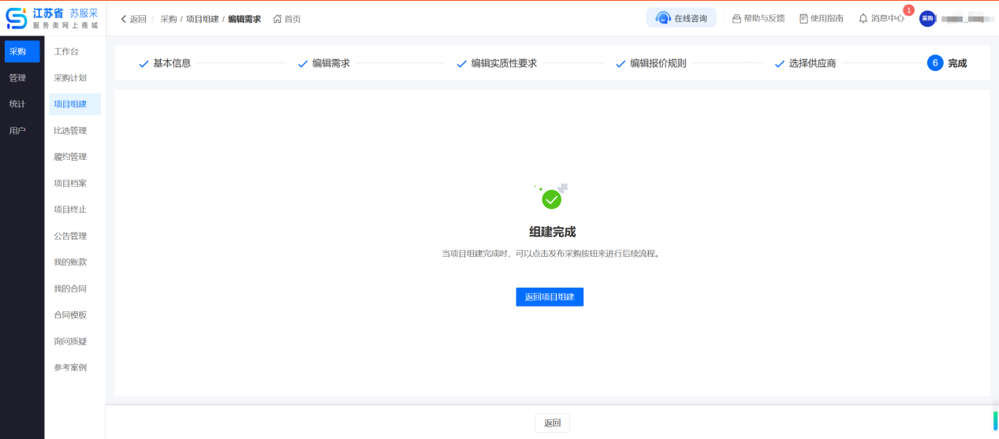 江苏省 苏服采
服务类网上商城
返回 采购 / 项目组建 / 编辑需求 首页
在线咨询 帮助与反馈 使用指南 消息中心 1 采购
采购
管理
统计
用户
工作台
采购计划
项目组建
比选管理
履约管理
项目档案
项目终止
公告管理
我的账款
我的合同
合同模板
询问质疑
参考案例
基本信息 编辑需求 编辑实质性要求 编辑报价规则 选择供应商 6 完成
组建完成
当项目组建完成时，可以点击发布采购按钮来进行后续流程。
返回项目组建
返回